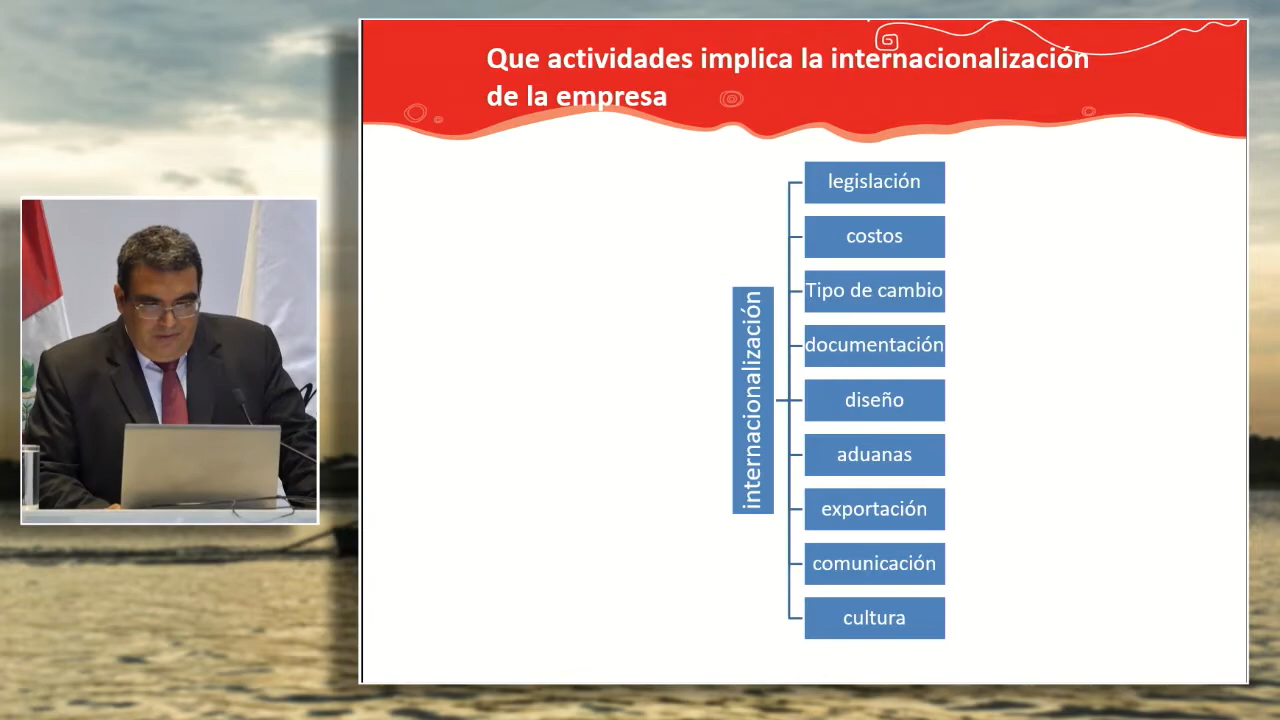 Que actividades implica la internacionalización
de la empresa
internacionalización
legislación
costos
Tipo de cambio
documentación
diseño
aduanas
exportación
comunicación
cultura